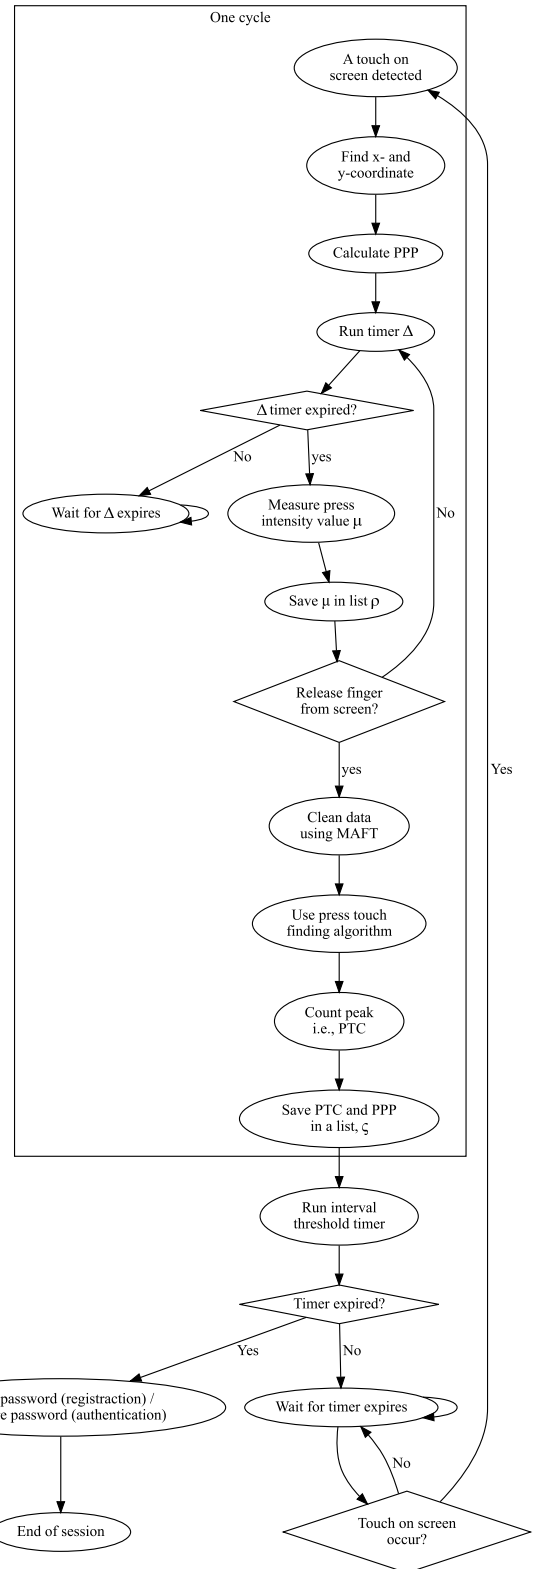 One cycle
A touch on
screen detected
Find x- and
y-coordinate
Calculate PPP
Run timer Δ
Δ timer expired?
No
yes
Wait for Δ expires
Measure press
intensity value μ
No
Save μ in list ρ
Release finger
from screen?
yes
Yes
Clean data
using MAFT
Use press touch
finding algorithm
Count peak
i.e., PTC
Save PTC and PPP
in a list, ς
Run interval
threshold timer
Timer expired?
Yes
No
password (registraction) /
e password (authentication)
Wait for timer expires
No
End of session
Touch on screen
occur?